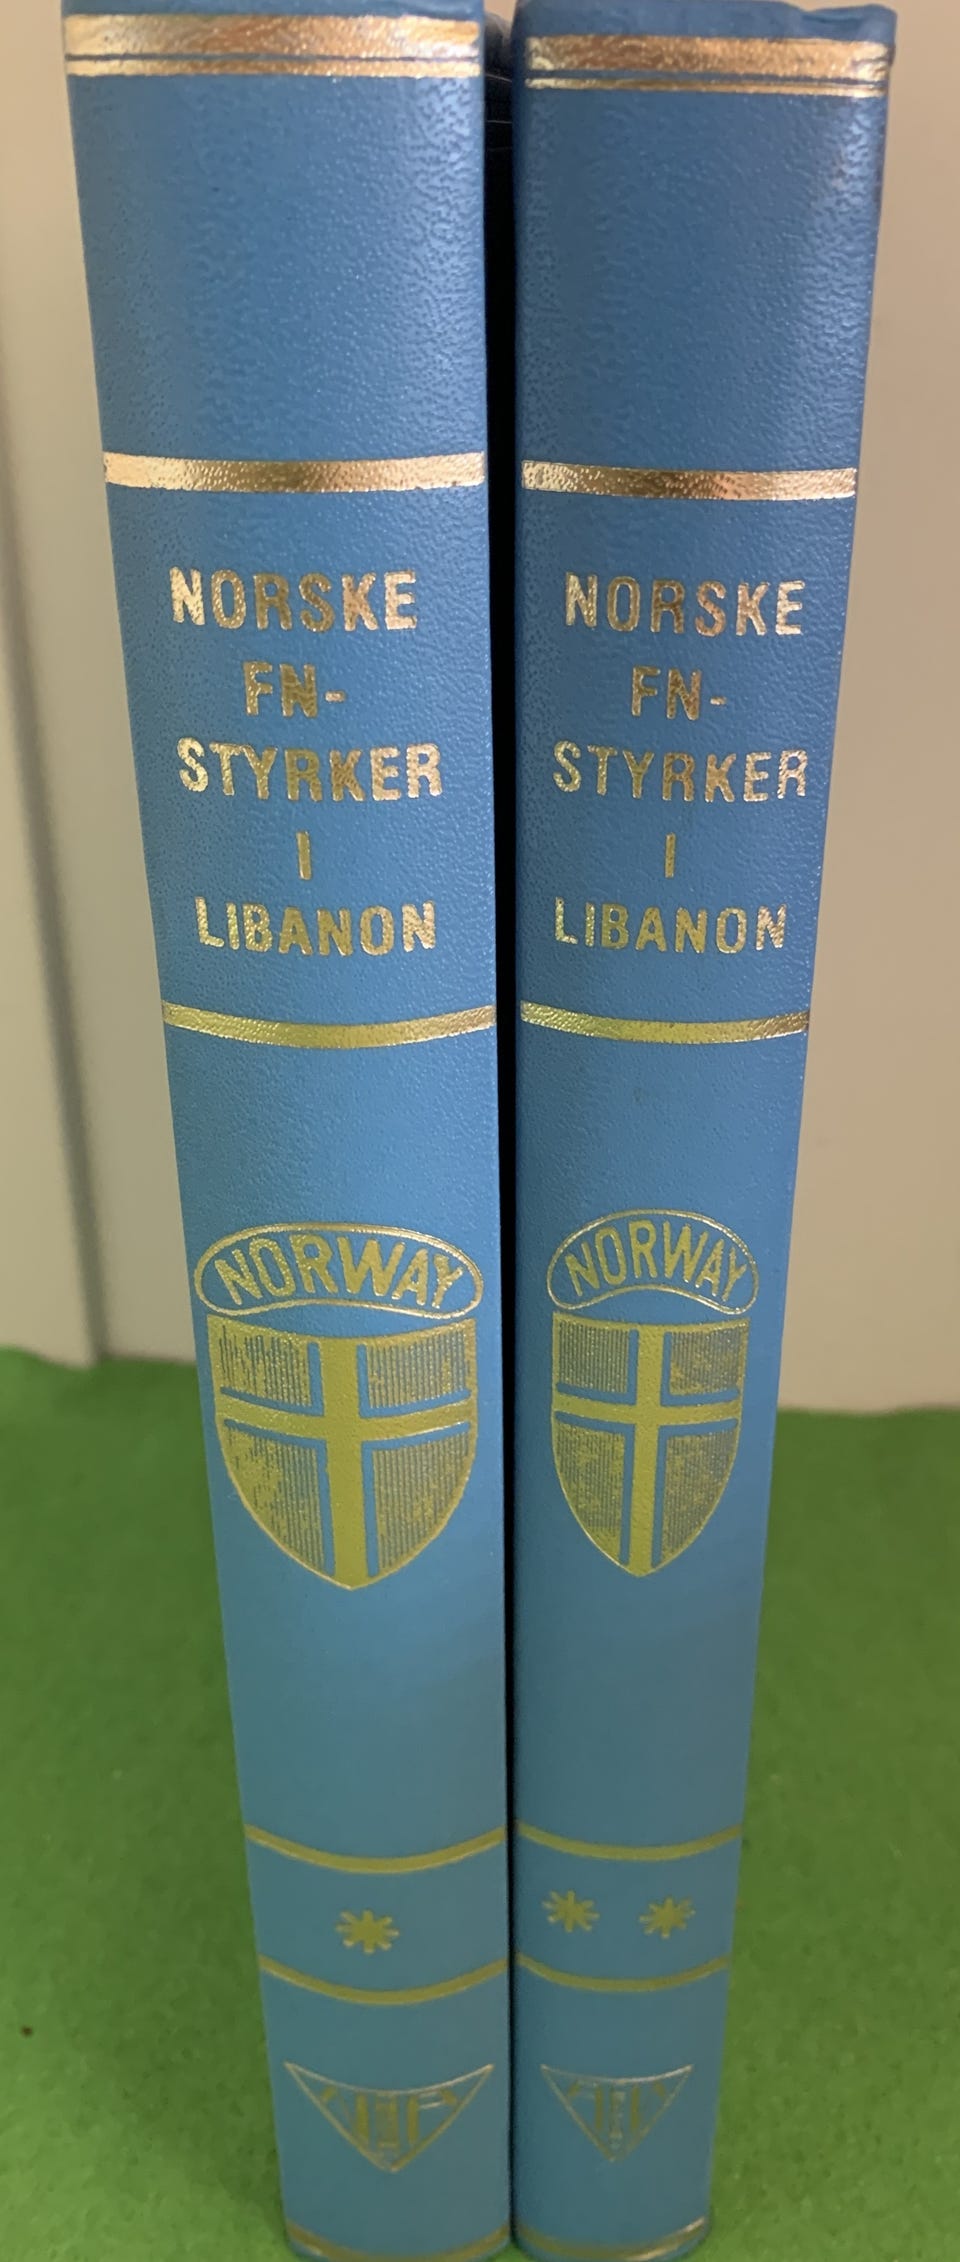 NORSKE
FN-
STYRKER
I
LIBANON
NORWAY
*
NORSKE
FN-
STYRKER
I
LIBANON
NORWAY
* *